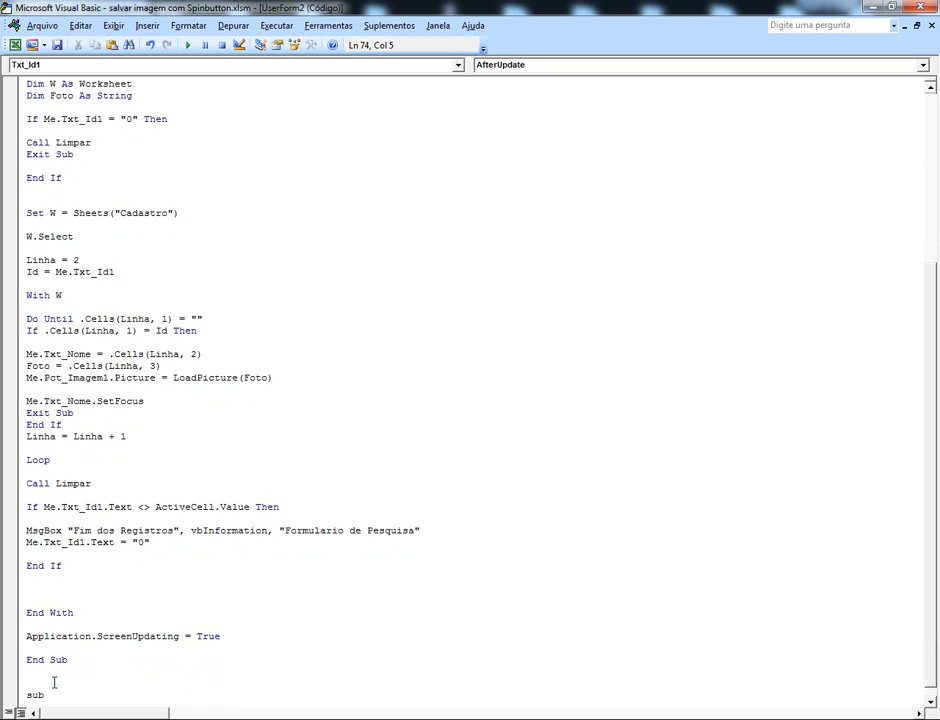 Microsoft Visual Basic - salvar imagem com Spinbutton.xlsm - [UserForm2 (Código)]
Arquivo Editar Exibir Inserir Formatar Depurar Executar Ferramentas Suplementos Janela Ajuda Digite uma pergunta
Ln 74, Col 5
Txt_Id1 AfterUpdate
Dim W As Worksheet
Dim Foto As String
If Me.Txt_Id1 = "0" Then
Call Limpar
Exit Sub
End If
Set W = Sheets("Cadastro")
W.Select
Linha = 2
Id = Me.Txt_Id1
With W
Do Until .Cells(Linha, 1) = ""
If .Cells(Linha, 1) = Id Then
Me.Txt_Nome = .Cells(Linha, 2)
Foto = .Cells(Linha, 3)
Me.Pct_Imagem1.Picture = LoadPicture(Foto)
Me.Txt_Nome.SetFocus
Exit Sub
End If
Linha = Linha + 1
Loop
Call Limpar
If Me.Txt_Id1.Text <> ActiveCell.Value Then
MsgBox "Fim dos Registros", vbInformation, "Formulario de Pesquisa"
Me.Txt_Id1.Text = "0"
End If
End With
Application.ScreenUpdating = True
End Sub
sub